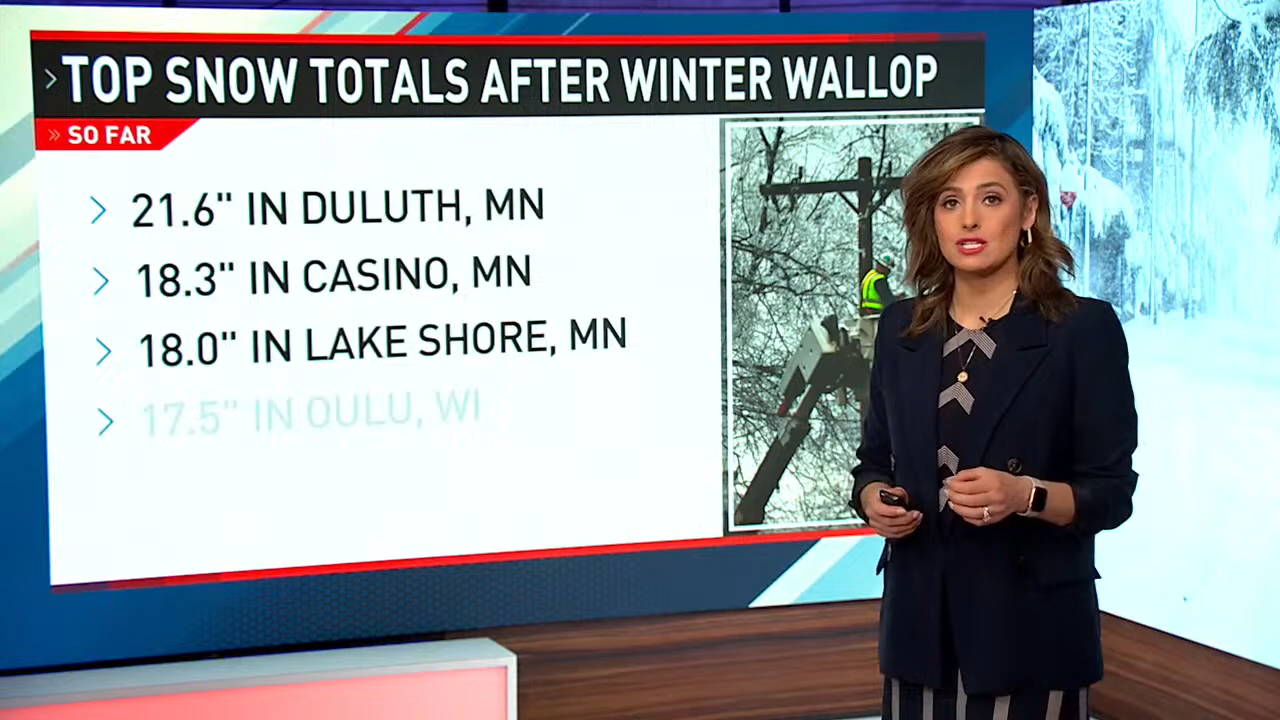 TOP SNOW TOTALS AFTER WINTER WALLOP
SO FAR
21.6" IN DULUTH, MN
18.3" IN CASINO, MN
18.0" IN LAKE SHORE, MN
17.5" IN OULU, WI